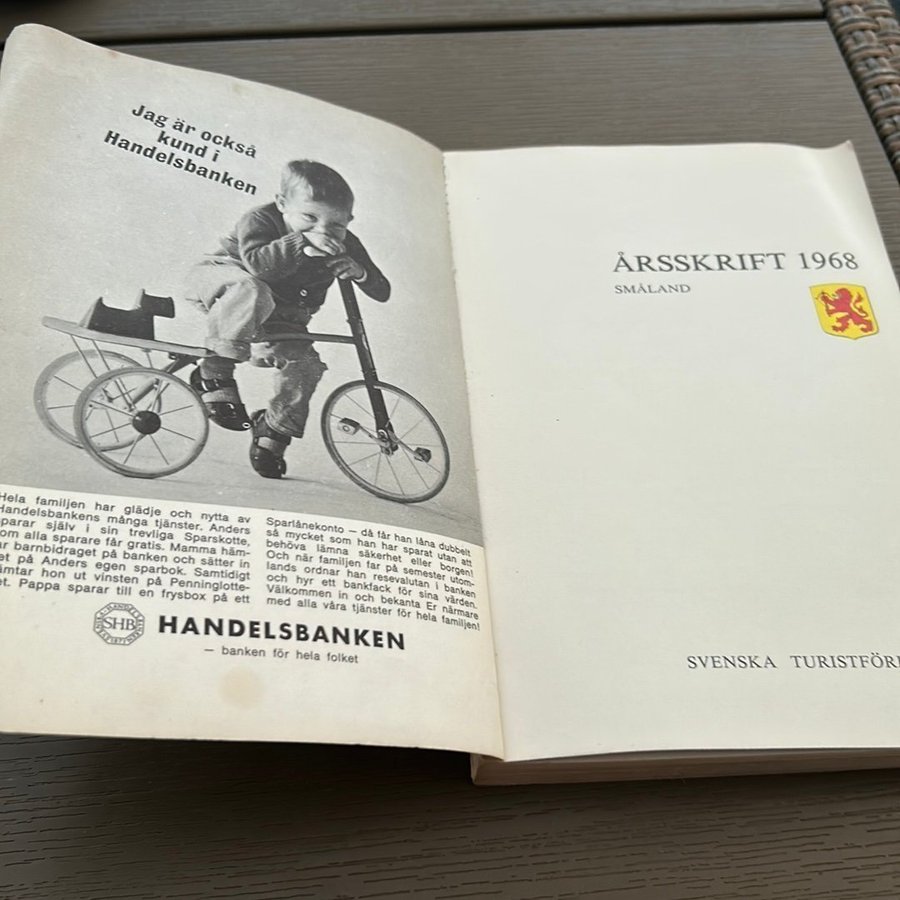 Jag är också
kund i
Handelsbanken
Hela familjen har glädje och nytta av
Handelsbankens många tjänster. Anders
sparar själv i sin trevliga Sparskotte,
som alla sparare får gratis. Mamma häm-
barnbidraget på banken och sätter in
det på Anders egen sparbok. Samtidigt
hämtar hon ut vinsten på Penninglotte-
Pappa sparar till en frysbox på ett
Sparlånekonto – då får han låna dubbelt
så mycket som han har sparat utan att
behöva lämna säkerhet eller borgen!
Och när familjen far på semester utom-
lands ordnar han resevalutan i banken
och hyr ett bankfack för sina värden.
Välkommen in och bekanta Er närmare
med alla våra tjänster för hela familjen!
SHB
HANDELSBANKEN
– banken för hela folket
ÅRSSKRIFT 1968
SMÅLAND
SVENSKA TURISTFÖR